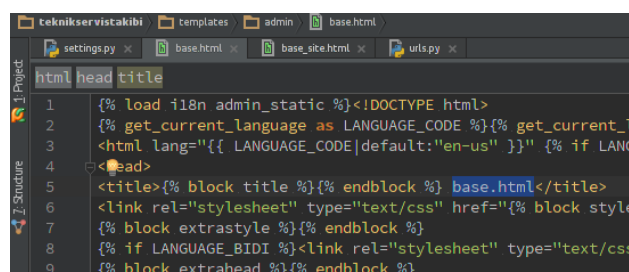 teknikservistakibi templates admin base.html
settings.py base.html base_site.html urls.py
html head title
1: Project
7: Structure
1 {% load i18n admin_static %}<!DOCTYPE html>
2 {% get_current_language as LANGUAGE_CODE %}{% get_current_l
3 <html lang="{{ LANGUAGE_CODE|default:"en-us" }}" {% if LANG
4 <head>
5 <title>{% block title %}{% endblock %} base.html</title>
6 <link rel="stylesheet" type="text/css" href="{% block style
7 {% block extrastyle %}{% endblock %}
8 {% if LANGUAGE_BIDI %}<link rel="stylesheet" type="text/css
9 {% block extrahead %}{% endblock %}